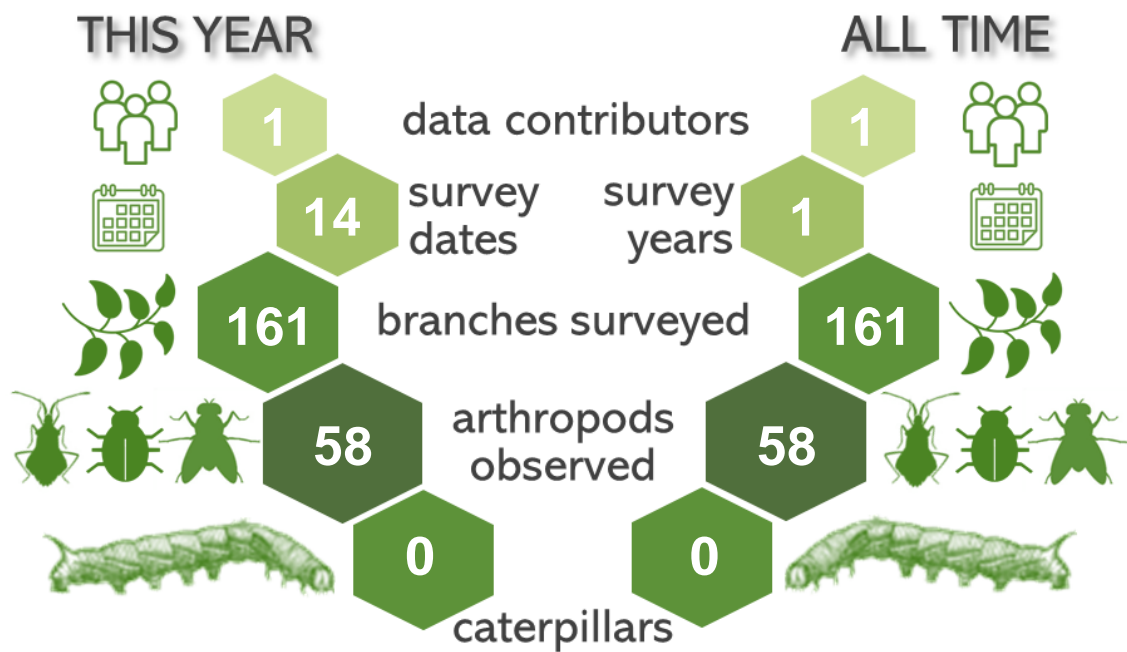 THIS YEAR
ALL TIME
1
data contributors
1
14
survey
dates
survey
years
1
161
branches surveyed
161
58
arthropods
observed
58
0
0
caterpillars